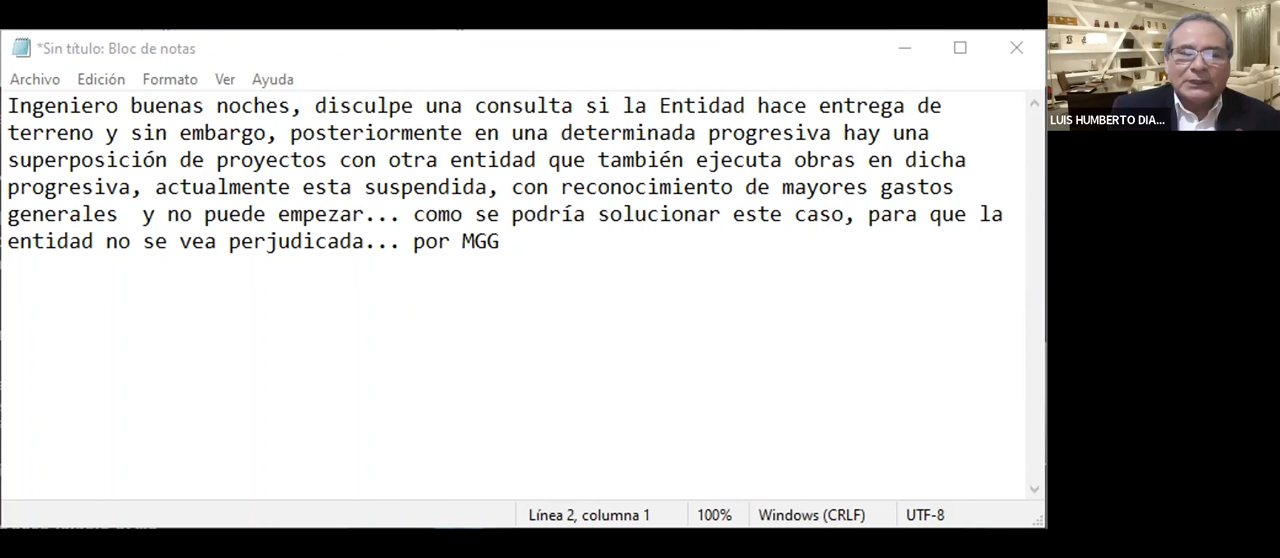 *Sin título: Bloc de notas
Archivo Edición Formato Ver Ayuda
Ingeniero buenas noches, disculpe una consulta si la Entidad hace entrega de
terreno y sin embargo, posteriormente en una determinada progresiva hay una
superposición de proyectos con otra entidad que también ejecuta obras en dicha
progresiva, actualmente esta suspendida, con reconocimiento de mayores gastos
generales  y no puede empezar... como se podría solucionar este caso, para que la
entidad no se vea perjudicada... por MGG
LUIS HUMBERTO DIA...
Línea 2, columna 1 100% Windows (CRLF) UTF-8